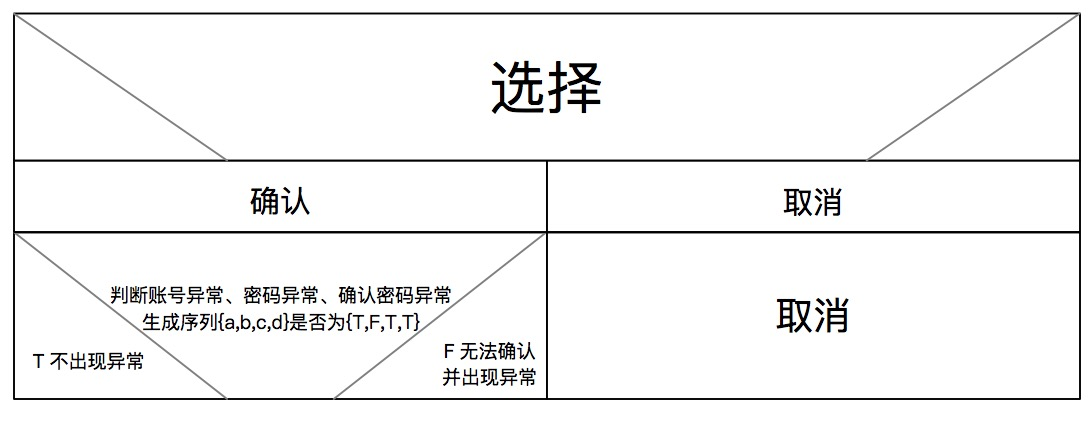 选择
确认
取消
判断账号异常、密码异常、确认密码异常
生成序列{a,b,c,d}是否为{T,F,T,T}
T 不出现异常
F 无法确认
并出现异常
取消